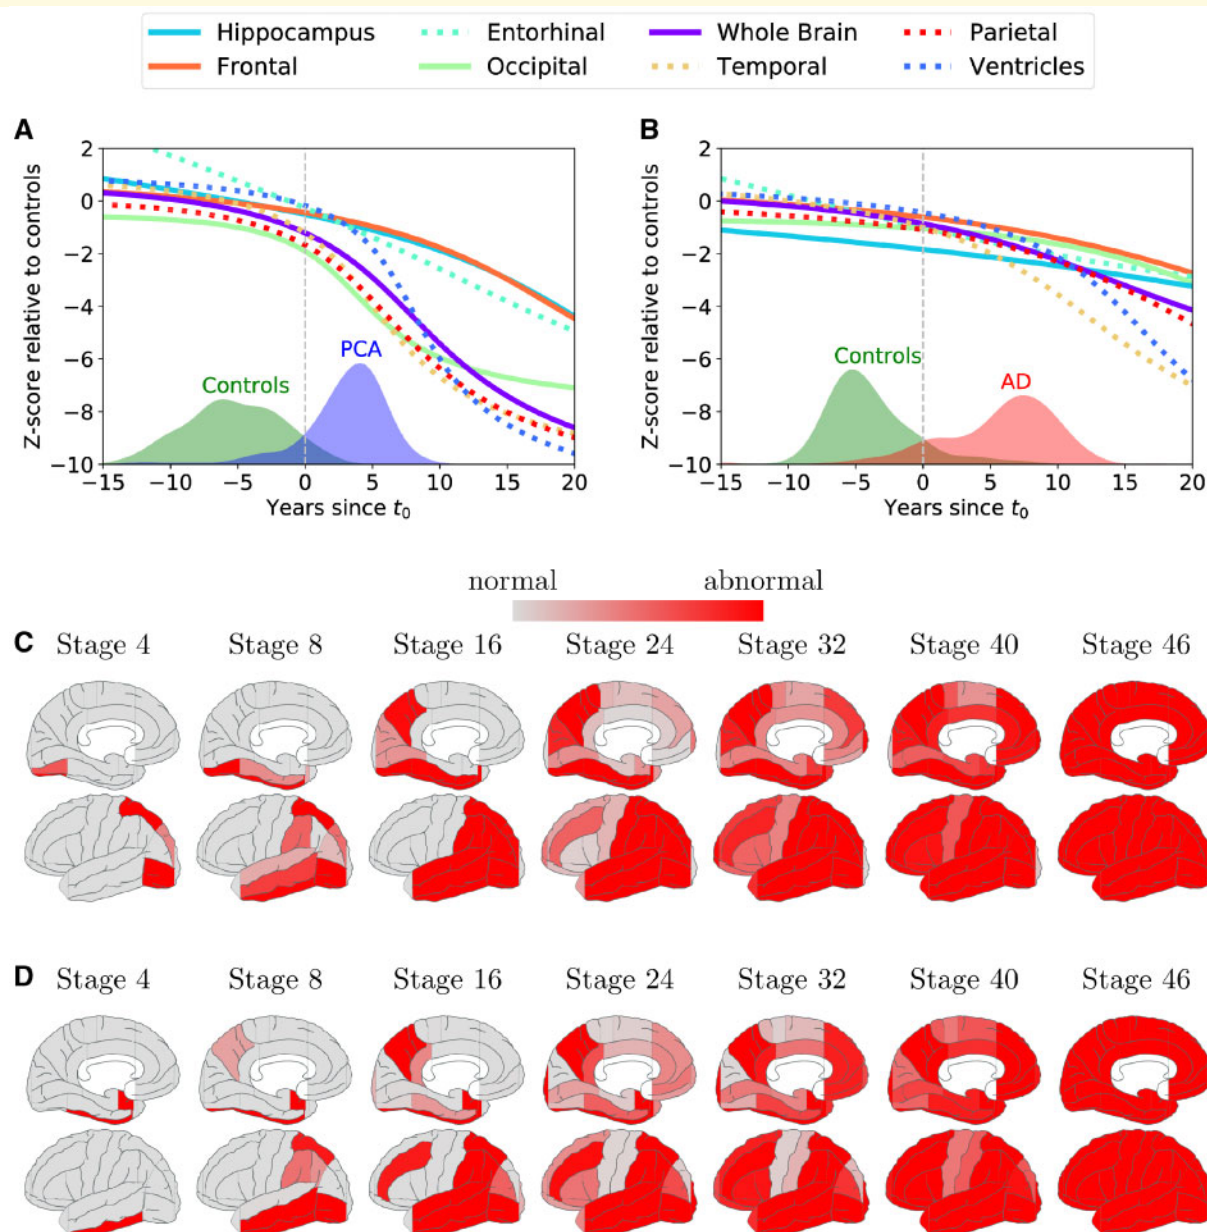 Hippocampus Entorhinal Whole Brain Parietal
Frontal Occipital Temporal Ventricles
A
Z-score relative to controls
2
0
−2
−4
−6
−8
−10
Controls
PCA
−15 −10 −5 0 5 10 15 20
Years since t0
B
Z-score relative to controls
2
0
−2
−4
−6
−8
−10
Controls
AD
−15 −10 −5 0 5 10 15 20
Years since t0
normal abnormal
C Stage 4 Stage 8 Stage 16 Stage 24 Stage 32 Stage 40 Stage 46
D Stage 4 Stage 8 Stage 16 Stage 24 Stage 32 Stage 40 Stage 46